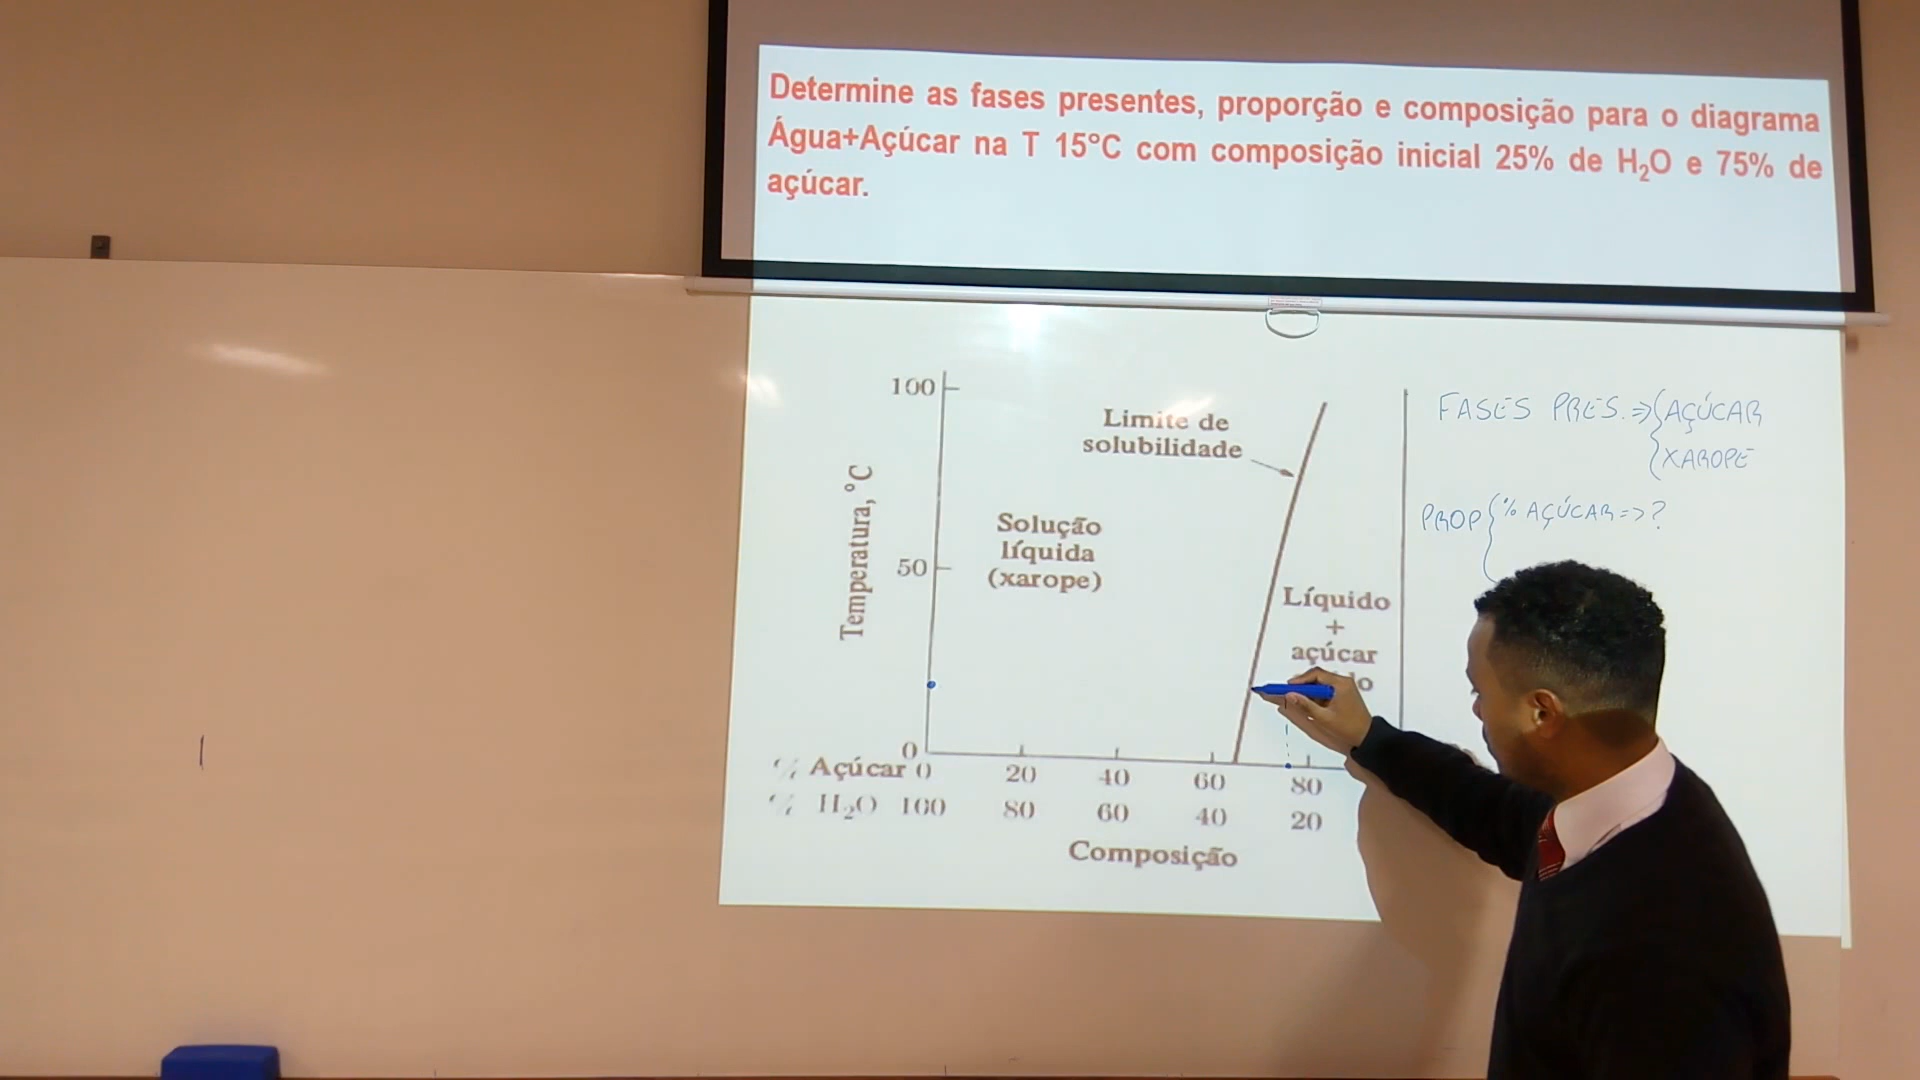 Determine as fases presentes, proporção e composição para o diagrama
Água+Açúcar na T 15°C com composição inicial 25% de H₂O e 75% de
açúcar.
100
Limite de
solubilidade
Temperatura, °C
Solução
líquida
(xarope)
50
Líquido
+
açúcar
0
% Açúcar 0 20 40 60 80
% H₂O 100 80 60 40 20
Composição
FASES PRES. => { AÇÚCAR
{ XAROPE
PROP { % AÇÚCAR => ?